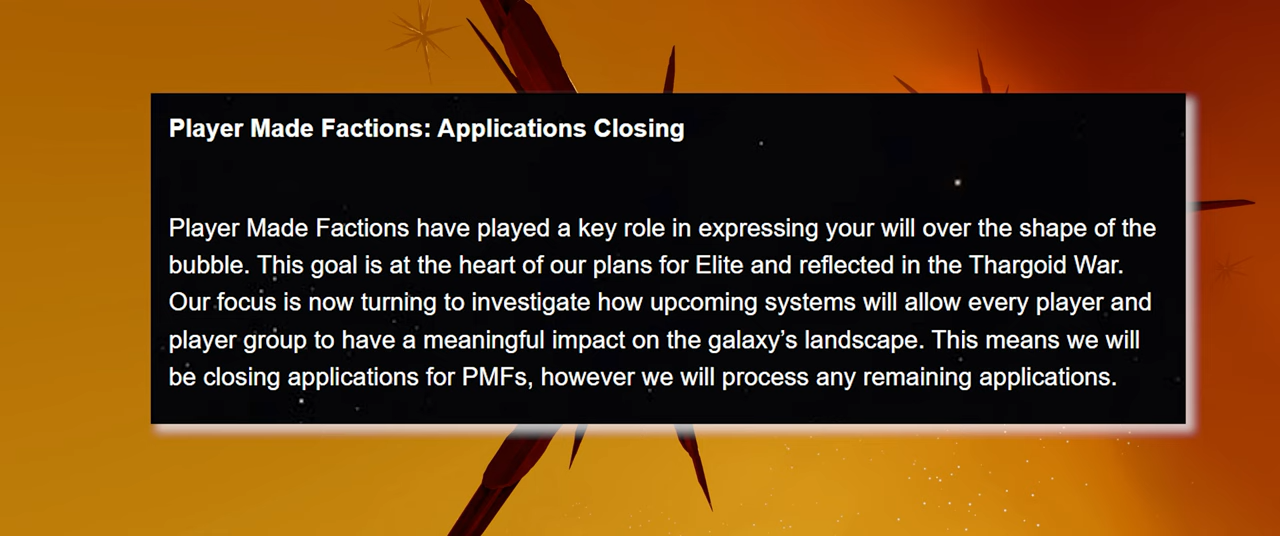 Player Made Factions: Applications Closing
Player Made Factions have played a key role in expressing your will over the shape of the
bubble. This goal is at the heart of our plans for Elite and reflected in the Thargoid War.
Our focus is now turning to investigate how upcoming systems will allow every player and
player group to have a meaningful impact on the galaxy’s landscape. This means we will
be closing applications for PMFs, however we will process any remaining applications.